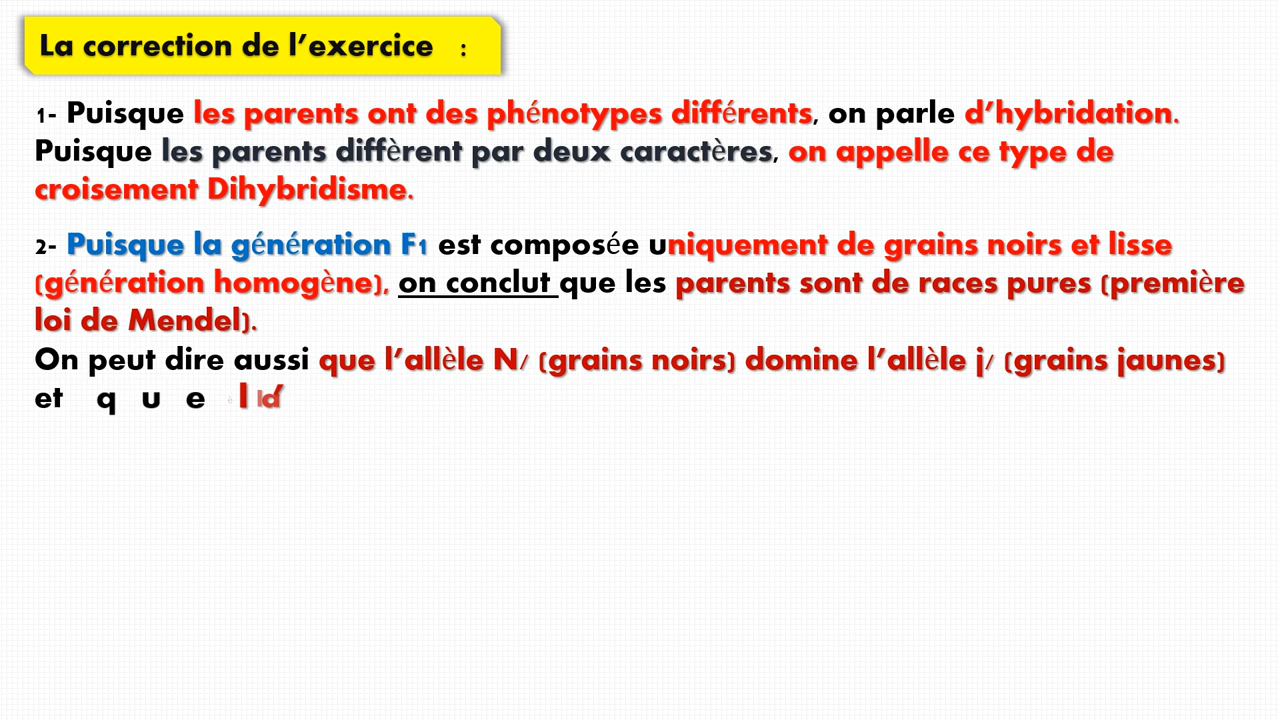 La correction de l’exercice :
1- Puisque les parents ont des phénotypes différents, on parle d’hybridation.
Puisque les parents diffèrent par deux caractères, on appelle ce type de
croisement Dihybridisme.
2- Puisque la génération F1 est composée uniquement de grains noirs et lisse
(génération homogène), on conclut que les parents sont de races pures (première
loi de Mendel).
On peut dire aussi que l’allèle N/ (grains noirs) domine l’allèle j/ (grains jaunes)
et q u e